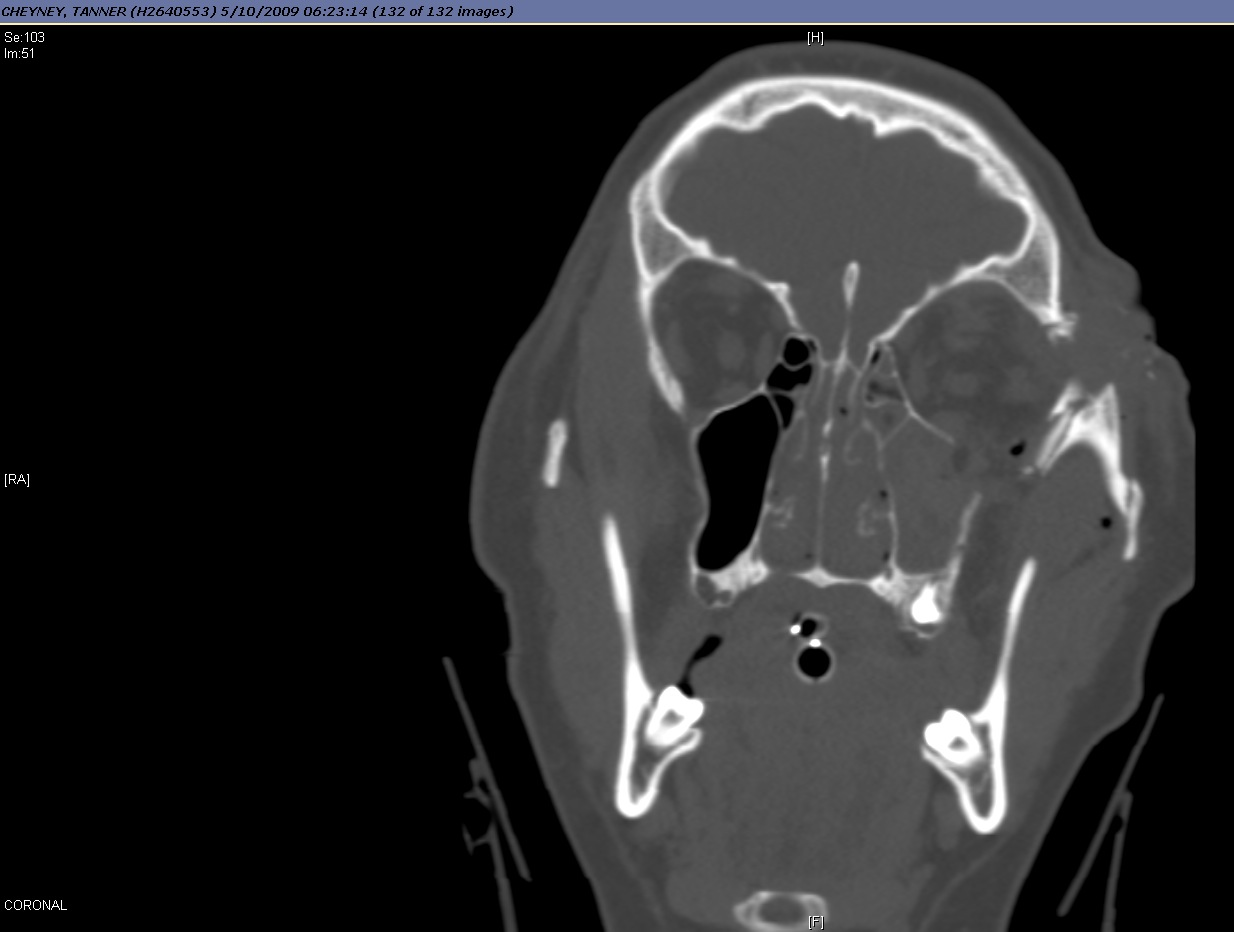 CHEYNEY, TANNER (H2640553) 5/10/2009 06:23:14 (132 of 132 images)
Se:103
Im:51
[H]
[RA]
CORONAL
[F]